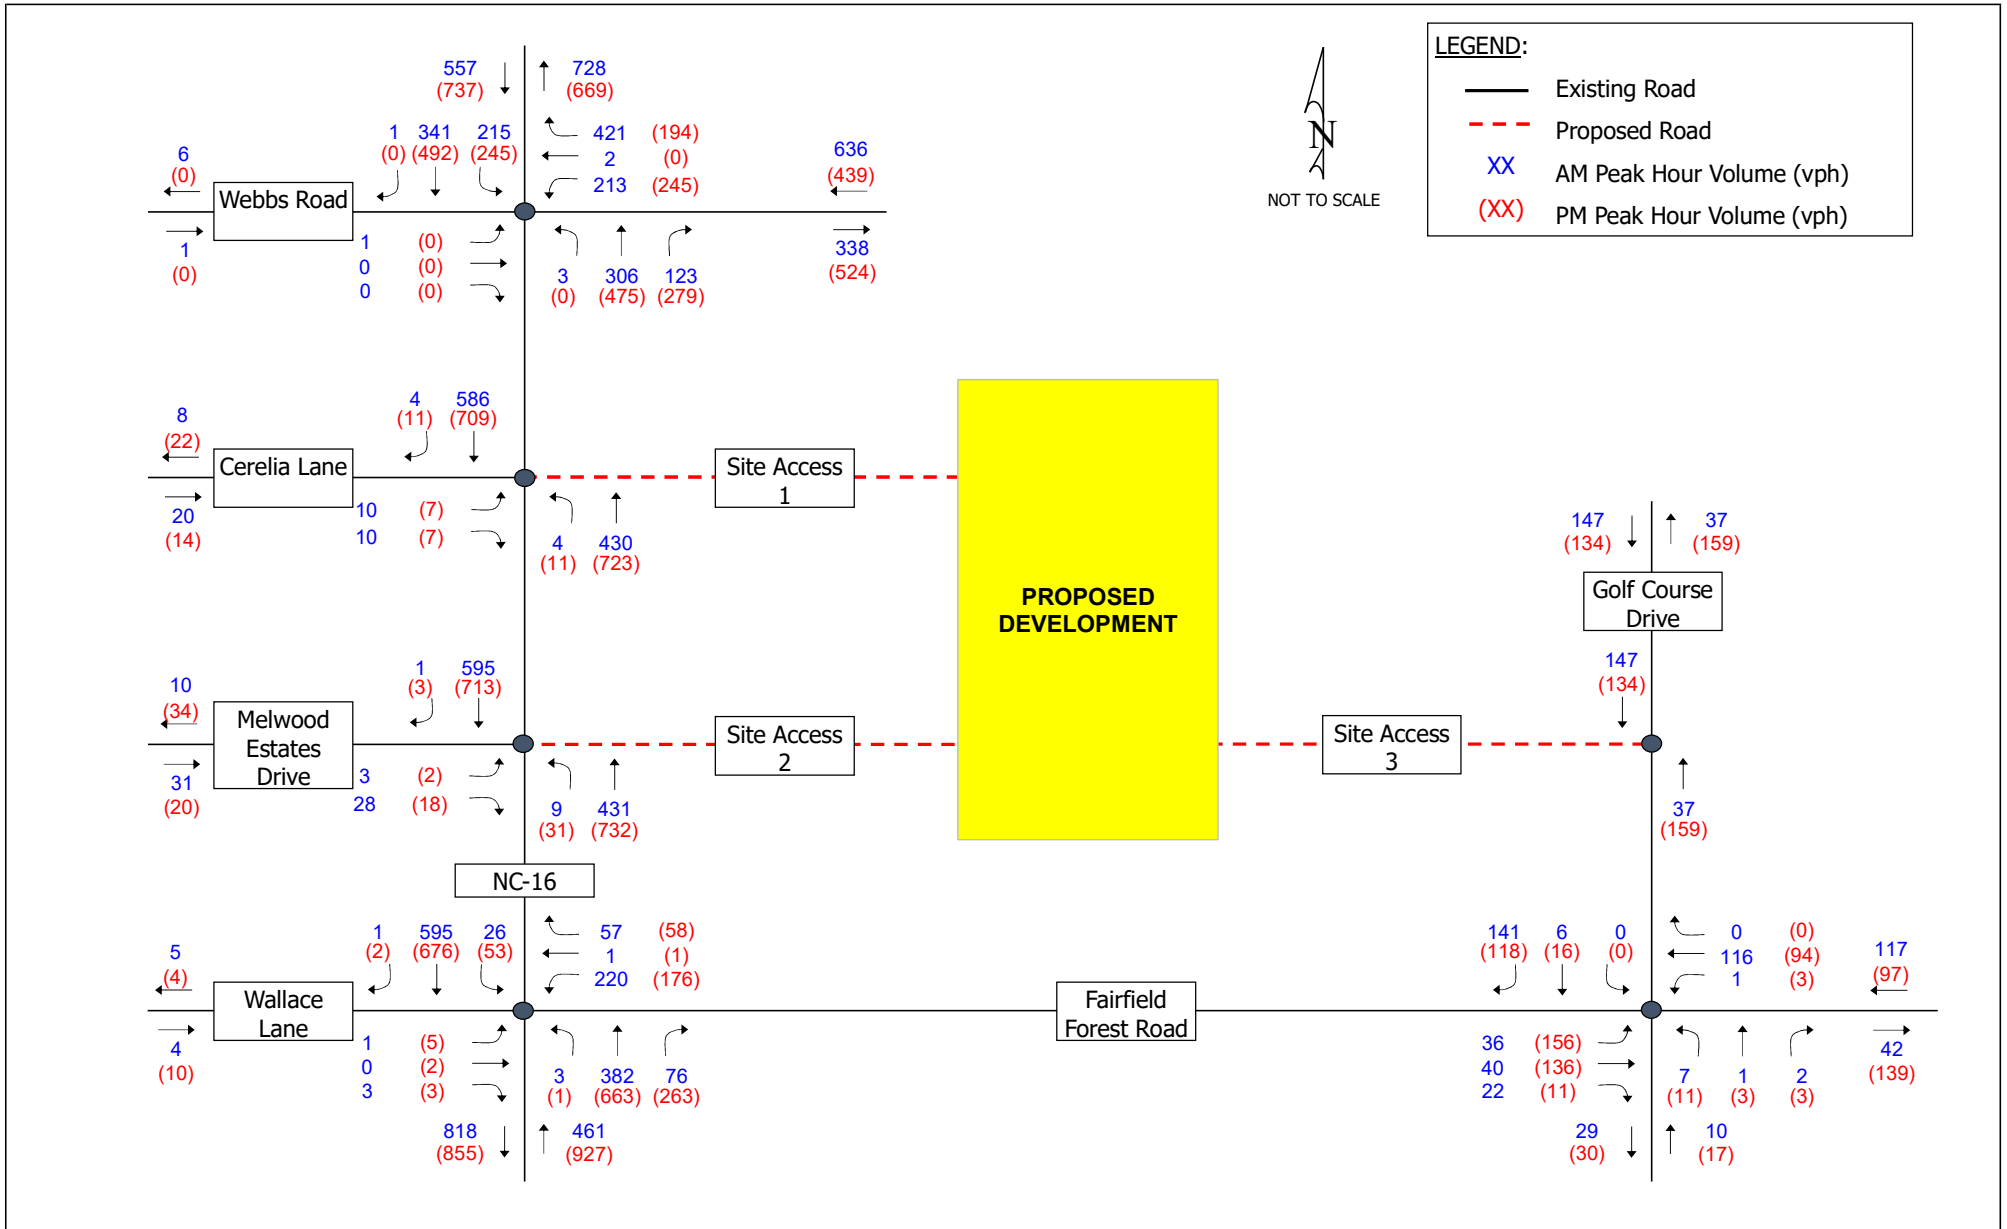 LEGEND:
Existing Road
Proposed Road
XX AM Peak Hour Volume (vph)
(XX) PM Peak Hour Volume (vph)
N
NOT TO SCALE
557 728
(737) (669)
1 341 215
(0) (492) (245)
421 (194)
2 (0)
213 (245)
636
(439)
6
(0)
Webbs Road
1
(0)
1 (0)
0 (0)
0 (0)
3 306 123
(0) (475) (279)
338
(524)
4 586
(11) (709)
8
(22)
Cerelia Lane
20
(14)
10 (7)
10 (7)
4 430
(11) (723)
Site Access
1
PROPOSED
DEVELOPMENT
147 37
(134) (159)
Golf Course
Drive
147
(134)
1 595
(3) (713)
10
(34)
Melwood
Estates
Drive
31
(20)
3 (2)
28 (18)
9 431
(31) (732)
Site Access
2
Site Access
3
37
(159)
NC-16
1 595 26
(2) (676) (53)
57 (58)
1 (1)
220 (176)
5
(4)
Wallace
Lane
4
(10)
1 (5)
0 (2)
3 (3)
3 382 76
(1) (663) (263)
818 461
(855) (927)
Fairfield
Forest Road
141 6 0
(118) (16) (0)
0 (0)
116 (94)
1 (3)
117
(97)
36 (156)
40 (136)
22 (11)
7 1 2
(11) (3) (3)
42
(139)
29 10
(30) (17)